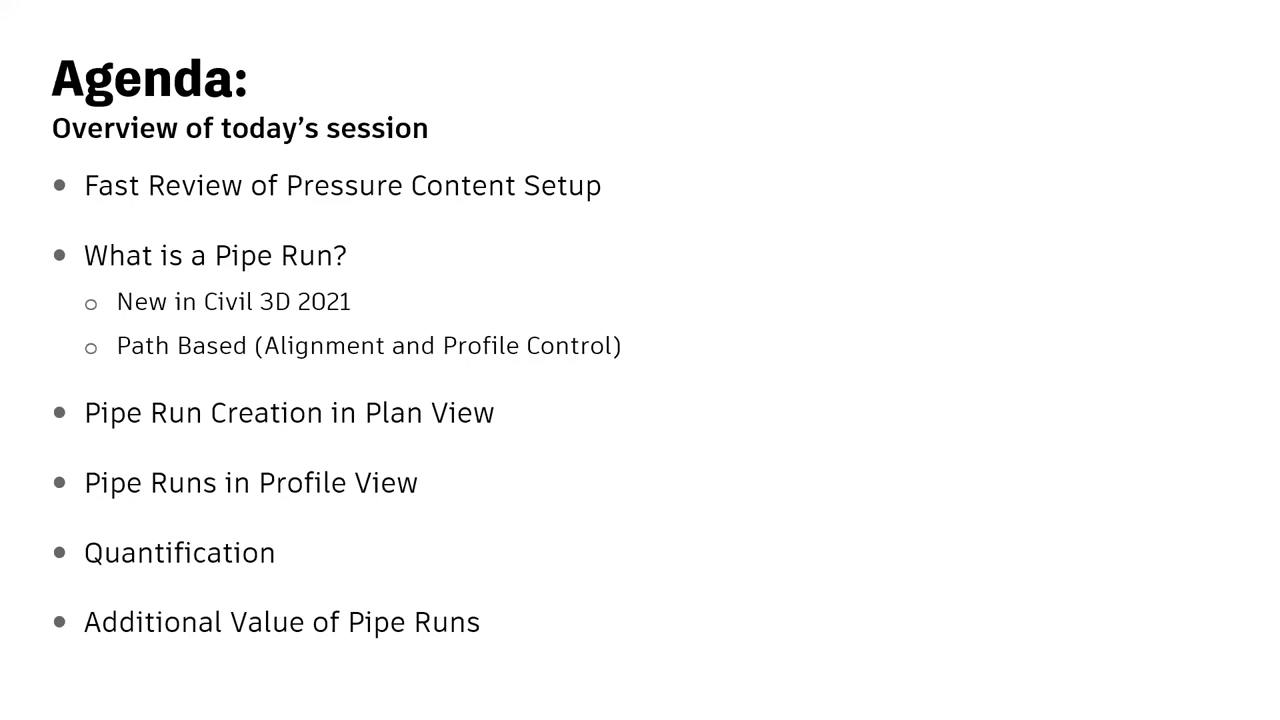 Agenda:
Overview of today’s session
• Fast Review of Pressure Content Setup
• What is a Pipe Run?
o New in Civil 3D 2021
o Path Based (Alignment and Profile Control)
• Pipe Run Creation in Plan View
• Pipe Runs in Profile View
• Quantification
• Additional Value of Pipe Runs